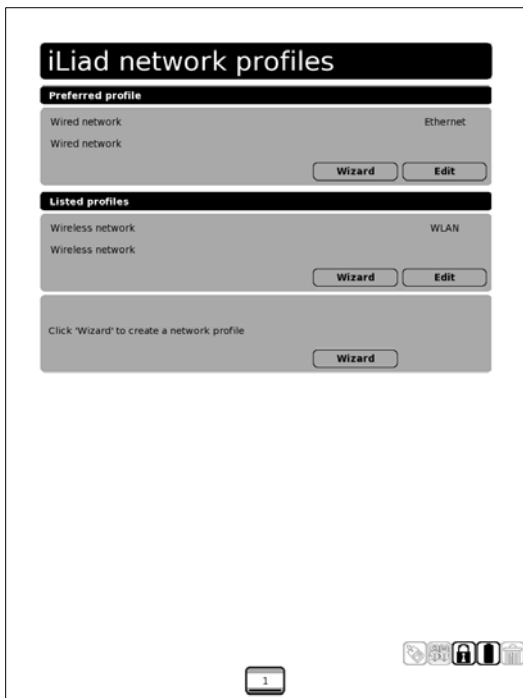 iLiad network profiles
Preferred profile
Wired network Ethernet
Wired network
Wizard Edit
Listed profiles
Wireless network WLAN
Wireless network
Wizard Edit
Click 'Wizard' to create a network profile
Wizard
1